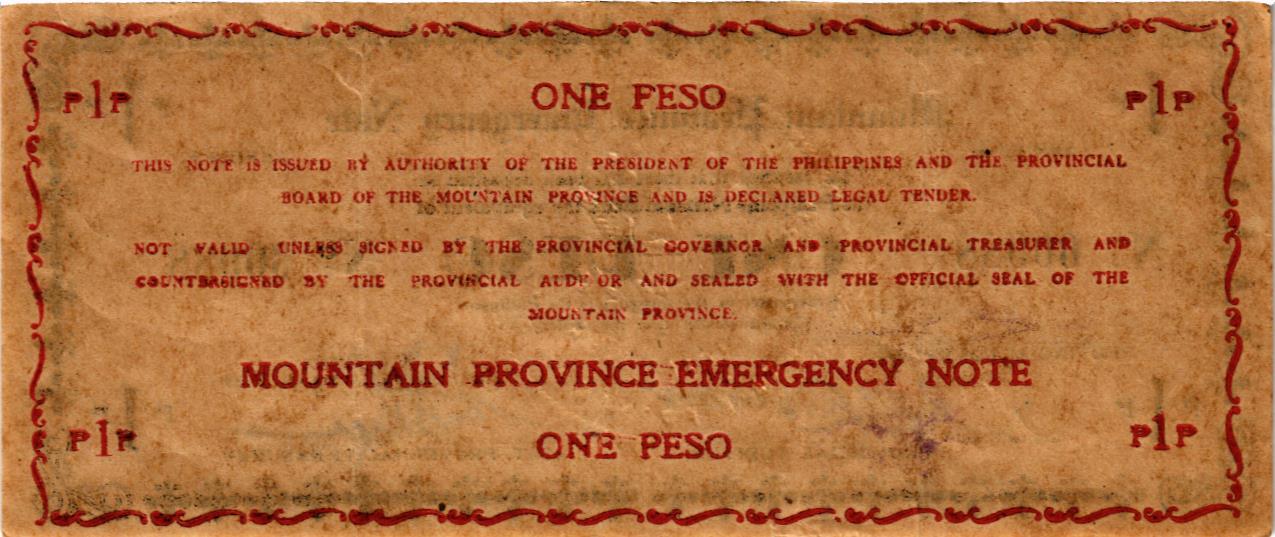 ONE PESO
P1P P1P
THIS NOTE IS ISSUED BY AUTHORITY OF THE PRESIDENT OF THE PHILIPPINES AND THE PROVINCIAL
BOARD OF THE MOUNTAIN PROVINCE AND IS DECLARED LEGAL TENDER.
NOT VALID UNLESS SIGNED BY THE PROVINCIAL GOVERNOR AND PROVINCIAL TREASURER AND
COUNTERSIGNED BY THE PROVINCIAL AUDITOR AND SEALED WITH THE OFFICIAL SEAL OF THE
MOUNTAIN PROVINCE.
MOUNTAIN PROVINCE EMERGENCY NOTE
P1P P1P
ONE PESO